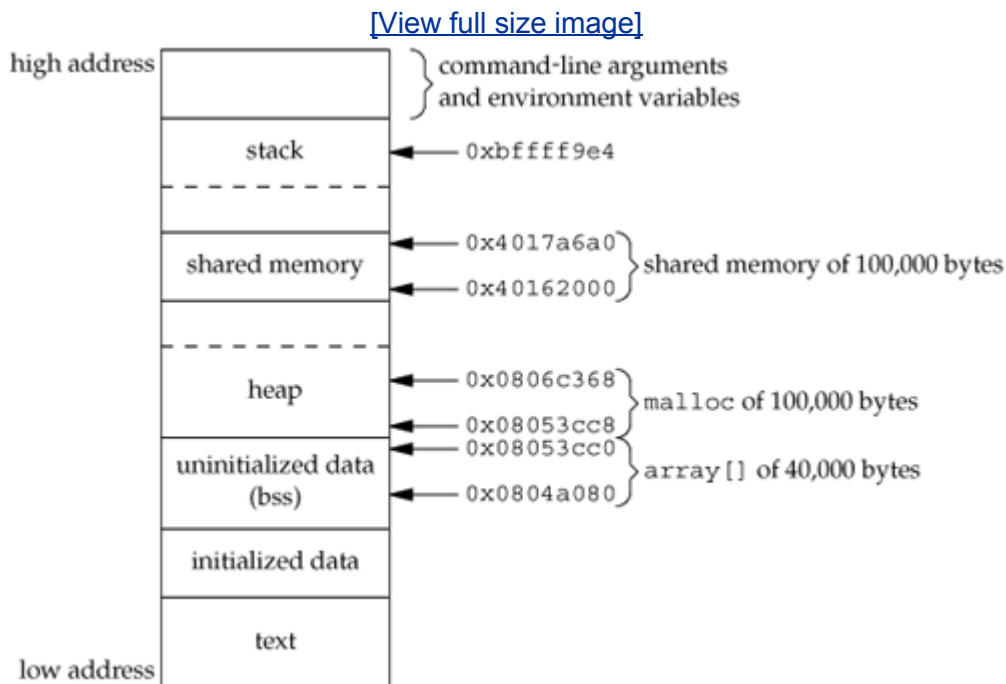 [View full size image]
high address
command-line arguments
and environment variables
stack
0xbffff9e4
0x4017a6a0
shared memory
shared memory of 100,000 bytes
0x40162000
0x0806c368
heap
malloc of 100,000 bytes
0x08053cc8
0x08053cc0
uninitialized data
(bss)
array[] of 40,000 bytes
0x0804a080
initialized data
text
low address